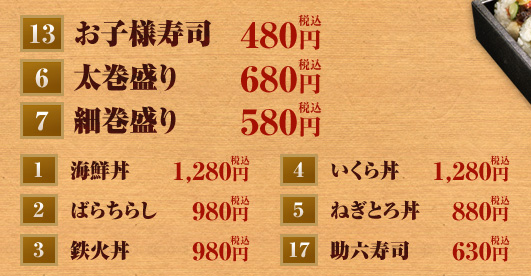 13 お子様寿司 480円 税込
6 太巻盛り 680円 税込
7 細巻盛り 580円 税込
1 海鮮丼 1,280円 税込 4 いくら丼 1,280円 税込
2 ばらちらし 980円 税込 5 ねぎとろ丼 880円 税込
3 鉄火丼 980円 税込 17 助六寿司 630円 税込